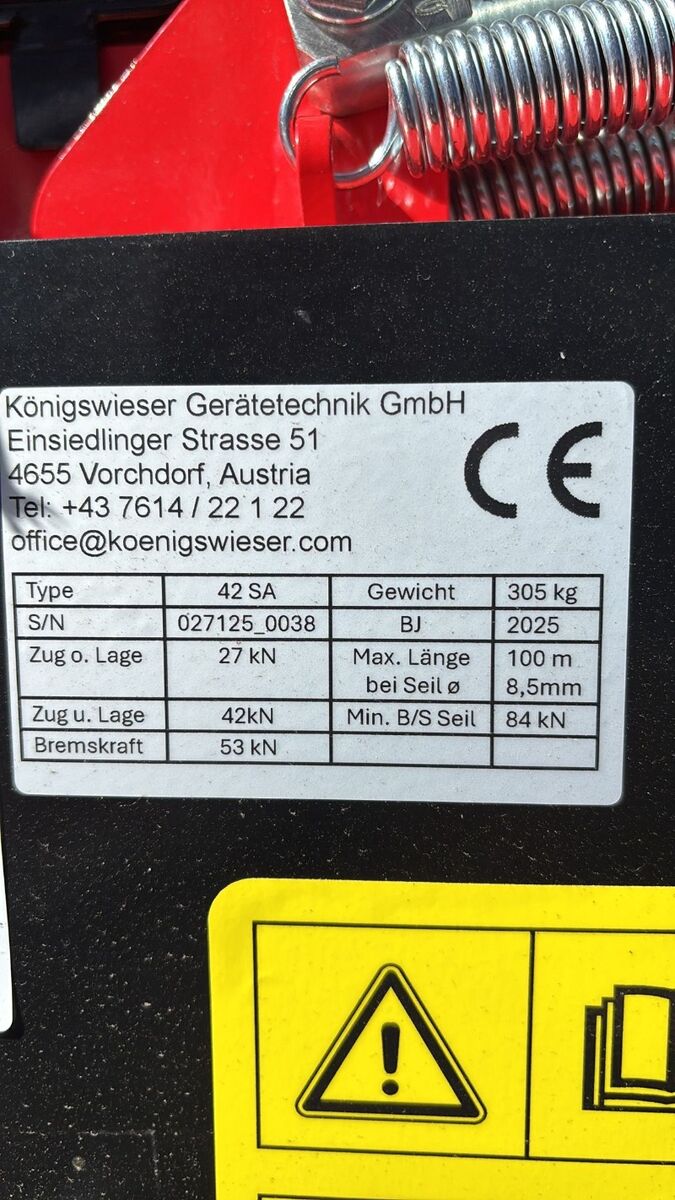 Königswieser Gerätetechnik GmbH
Einsiedlinger Strasse 51
4655 Vorchdorf, Austria
Tel: +43 7614 / 22 1 22
office@koenigswieser.com
CE
Type 42 SA Gewicht 305 kg
S/N 027125_0038 BJ 2025
Zug o. Lage 27 kN Max. Länge 100 m
bei Seil ø 8,5mm
Zug u. Lage 42kN Min. B/S Seil 84 kN
Bremskraft 53 kN